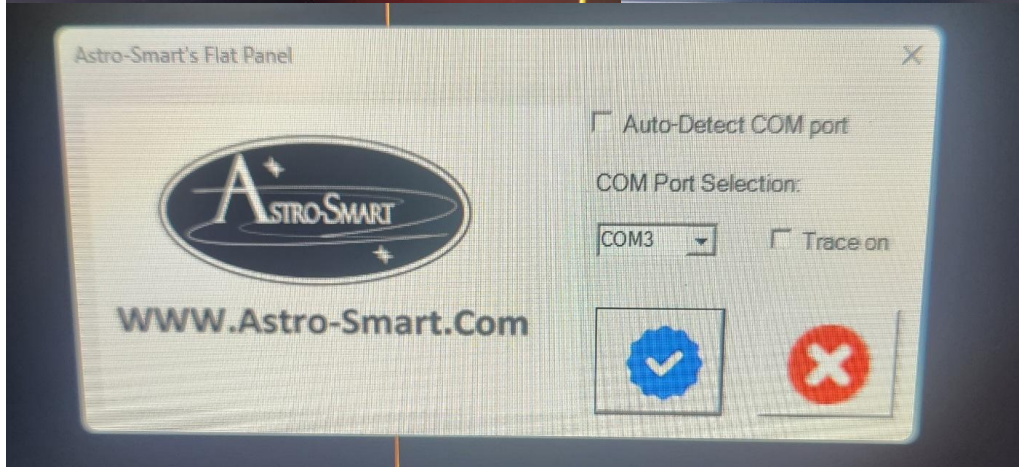 Astro-Smart's Flat Panel
Auto-Detect COM port
COM Port Selection:
COM3
Trace on
ASTRO-SMART
WWW.Astro-Smart.Com